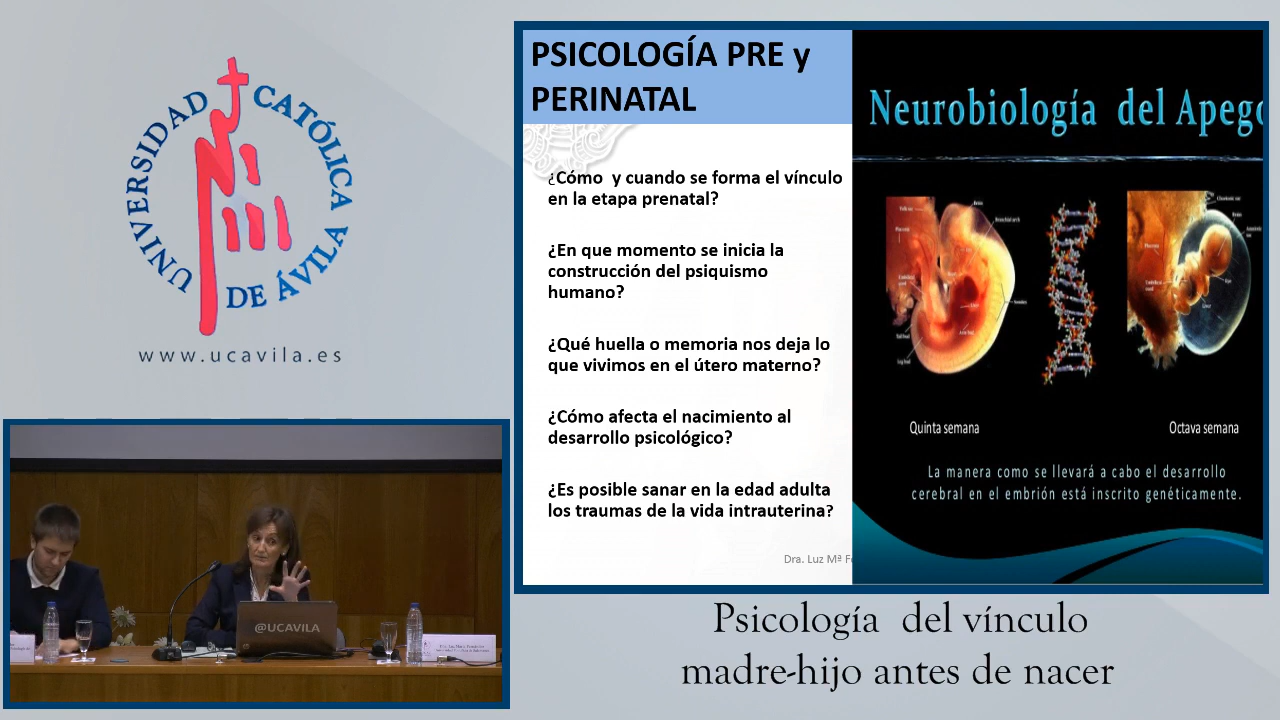 UNIVERSIDAD CATÓLICA DE ÁVILA
www.ucavila.es
PSICOLOGÍA PRE y
PERINATAL
¿Cómo  y cuando se forma el vínculo
en la etapa prenatal?
¿En que momento se inicia la
construcción del psiquismo
humano?
¿Qué huella o memoria nos deja lo
que vivimos en el útero materno?
¿Cómo afecta el nacimiento al
desarrollo psicológico?
¿Es posible sanar en la edad adulta
los traumas de la vida intrauterina?
Dra. Luz Mª
Neurobiología  del Apego
Quinta semana
Octava semana
La manera como se llevará a cabo el desarrollo
cerebral en el embrión está inscrito genéticamente.
@UCAVILA
Psicología  del vínculo
madre-hijo antes de nacer